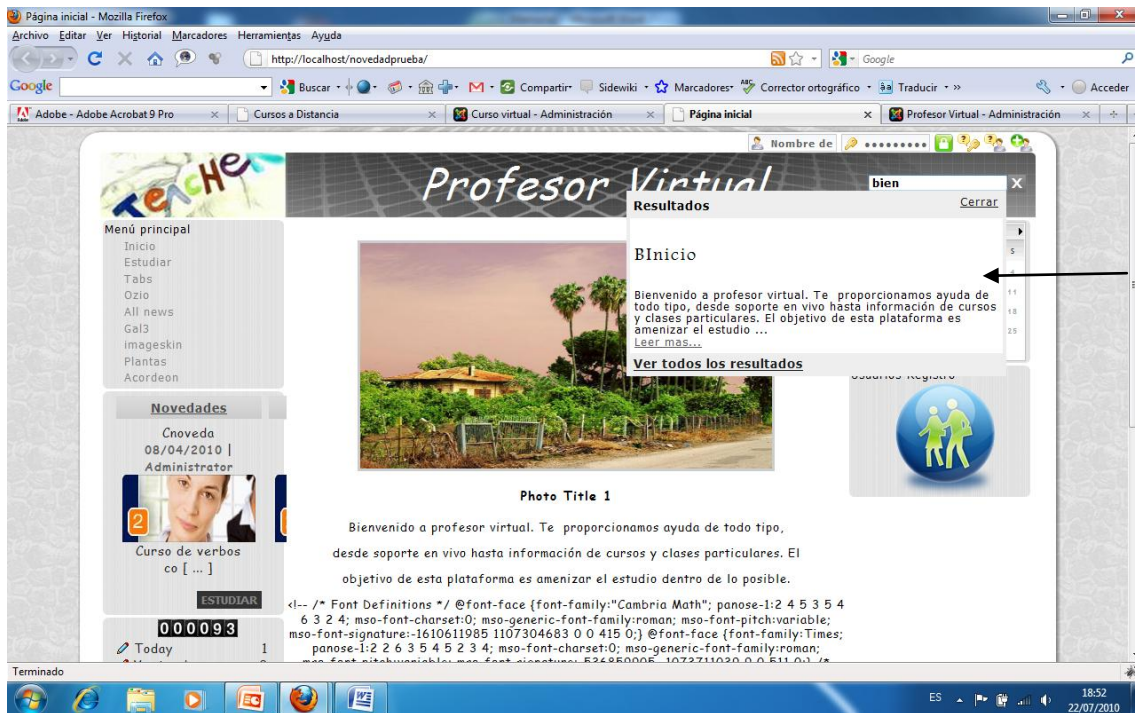 Página inicial - Mozilla Firefox
Archivo Editar Ver Historial Marcadores Herramientas Ayuda
http://localhost/novedadprueba/
Google
Google
Buscar
Compartir
Sidewiki
Marcadores
Corrector ortográfico
Traducir
Acceder
Adobe - Adobe Acrobat 9 Pro
Cursos a Distancia
Curso virtual - Administración
Página inicial
Profesor Virtual - Administración
Nombre de
TEACHER
Profesor Virtual
bien
X
Resultados
Cerrar
BInicio
Bienvenido a profesor virtual. Te proporcionamos ayuda de
todo tipo, desde soporte en vivo hasta información de cursos
y clases particulares. El objetivo de esta plataforma es
amenizar el estudio ...
Leer mas...
Ver todos los resultados
S
4
11
18
25
Usuarios Registro
Menú principal
Inicio
Estudiar
Tabs
Ozio
All news
Gal3
imageskin
Plantas
Acordeon
Novedades
Cnoveda
08/04/2010 |
Administrator
2
Curso de verbos
co [ ... ]
ESTUDIAR
000093
Today 1
Photo Title 1
Bienvenido a profesor virtual. Te proporcionamos ayuda de todo tipo,
desde soporte en vivo hasta información de cursos y clases particulares. El
objetivo de esta plataforma es amenizar el estudio dentro de lo posible.
<!-- /* Font Definitions */ @font-face {font-family:"Cambria Math"; panose-1:2 4 5 3 5 4
6 3 2 4; mso-font-charset:0; mso-generic-font-family:roman; mso-font-pitch:variable;
mso-font-signature:-1610611985 1107304683 0 0 415 0;} @font-face {font-family:Times;
panose-1:2 2 6 3 5 4 5 2 3 4; mso-font-charset:0; mso-generic-font-family:roman;
Terminado
ES
18:52
22/07/2010